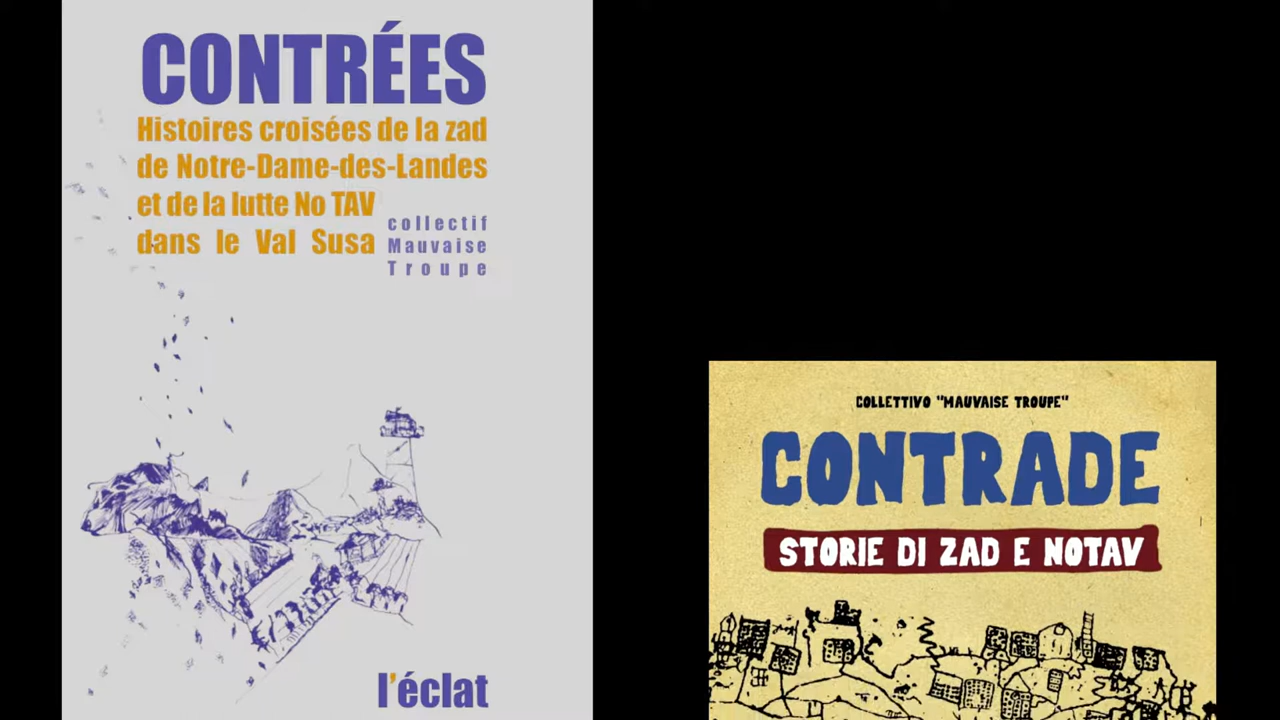 CONTRÉES
Histoires croisées de la zad
de Notre-Dame-des-Landes
et de la lutte No TAV
dans le Val Susa
collectif
Mauvaise
Troupe
l'éclat
COLLETTIVO "MAUVAISE TROUPE"
CONTRADE
STORIE DI ZAD E NOTAV